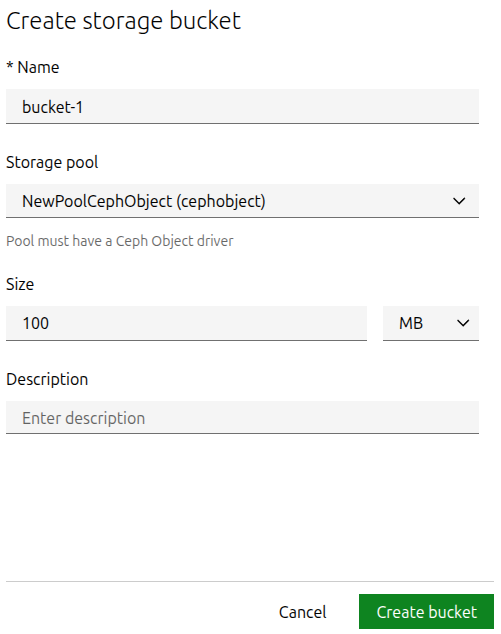 Create storage bucket
* Name
bucket-1
Storage pool
NewPoolCephObject (cephobject)
Pool must have a Ceph Object driver
Size
100 MB
Description
Enter description
Cancel Create bucket